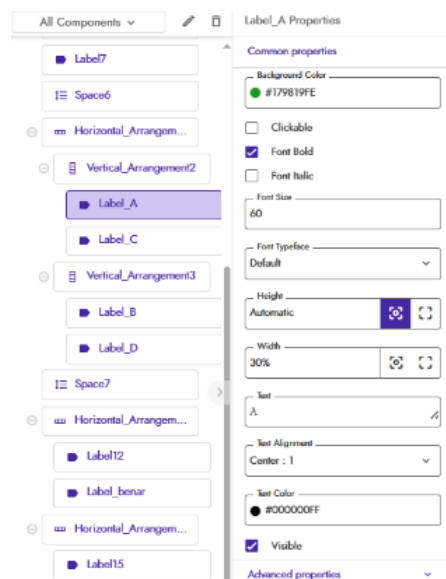 All Components
Label7
Space6
Horizontal_Arrangem...
Vertical_Arrangement2
Label_A
Label_C
Vertical_Arrangement3
Label_B
Label_D
Space7
Horizontal_Arrangem...
Label12
Label_benar
Horizontal_Arrangem...
Label15
Label_A Properties
Common properties
Background Color
#179819FE
Clickable
Font Bold
Font Italic
Font Size
60
Font Typeface
Default
Height
Automatic
Width
30%
Text
A
Text Alignment
Center : 1
Text Color
#000000FF
Visible
Advanced properties